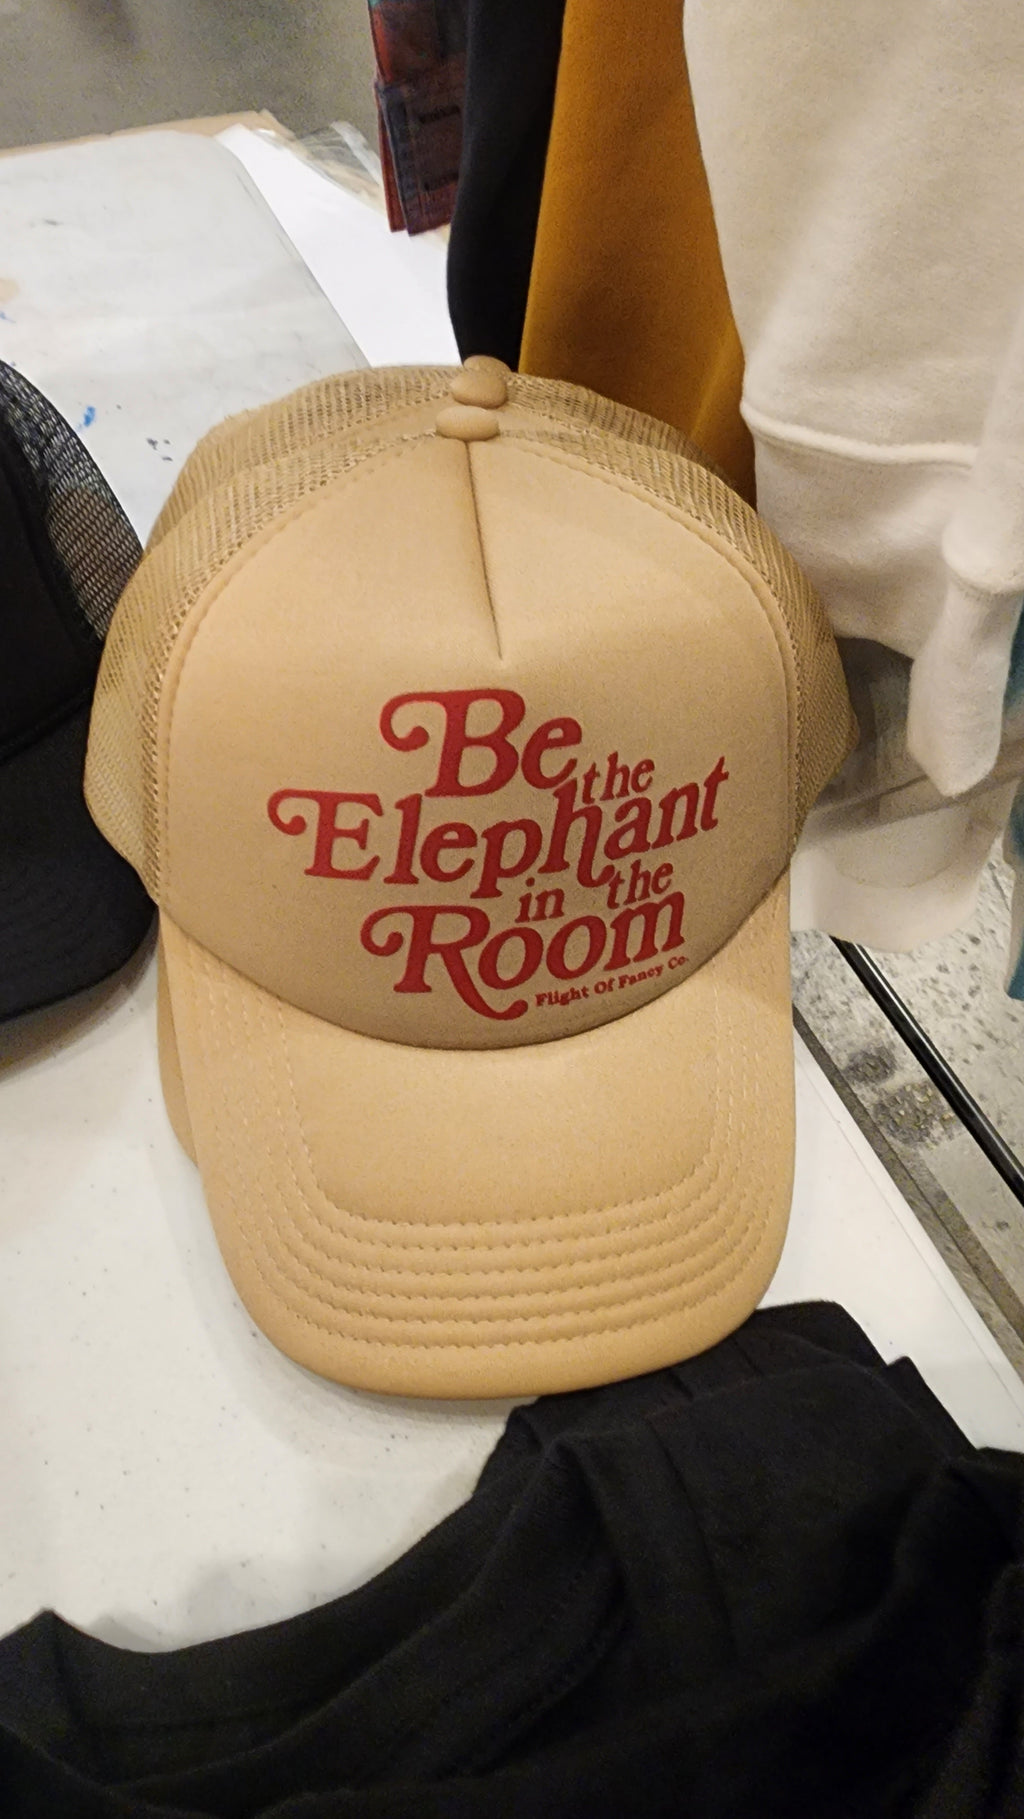 Be the
Elephant
in the
Room
Flight Of Fancy Co.